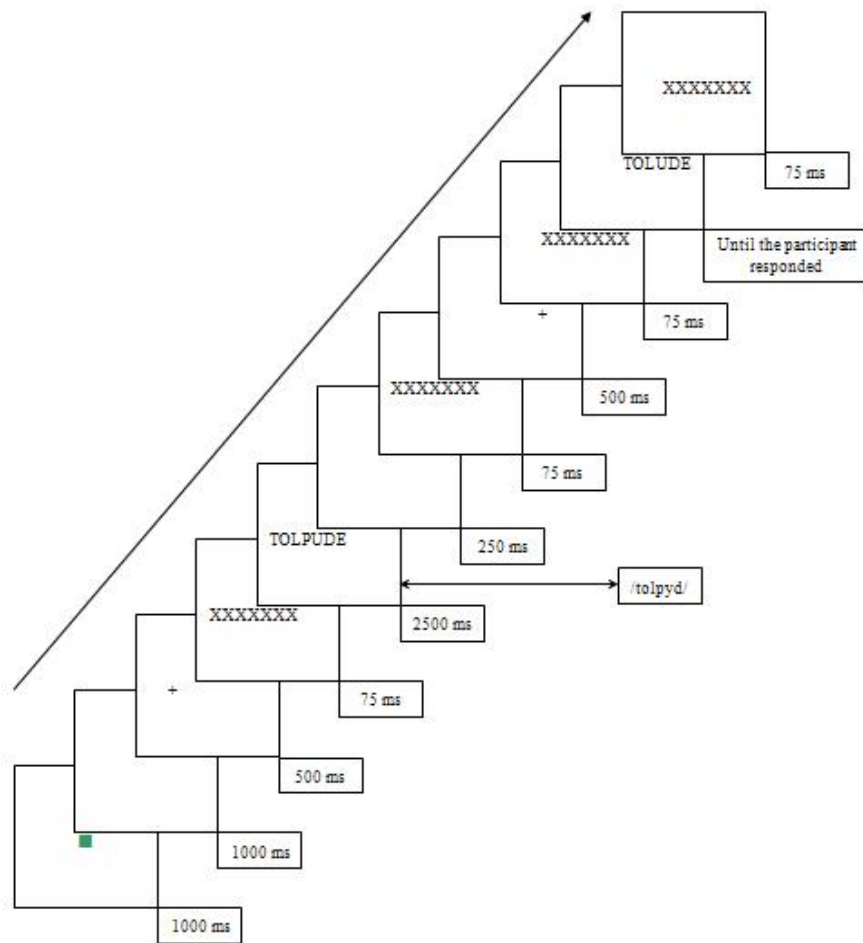 XXXXXXX
TOLUDE
75 ms
XXXXXXX
Until the participant
responded
+
75 ms
XXXXXXX
500 ms
75 ms
TOLPUDE
250 ms
/tolpyd/
XXXXXXX
2500 ms
+
75 ms
500 ms
1000 ms
1000 ms